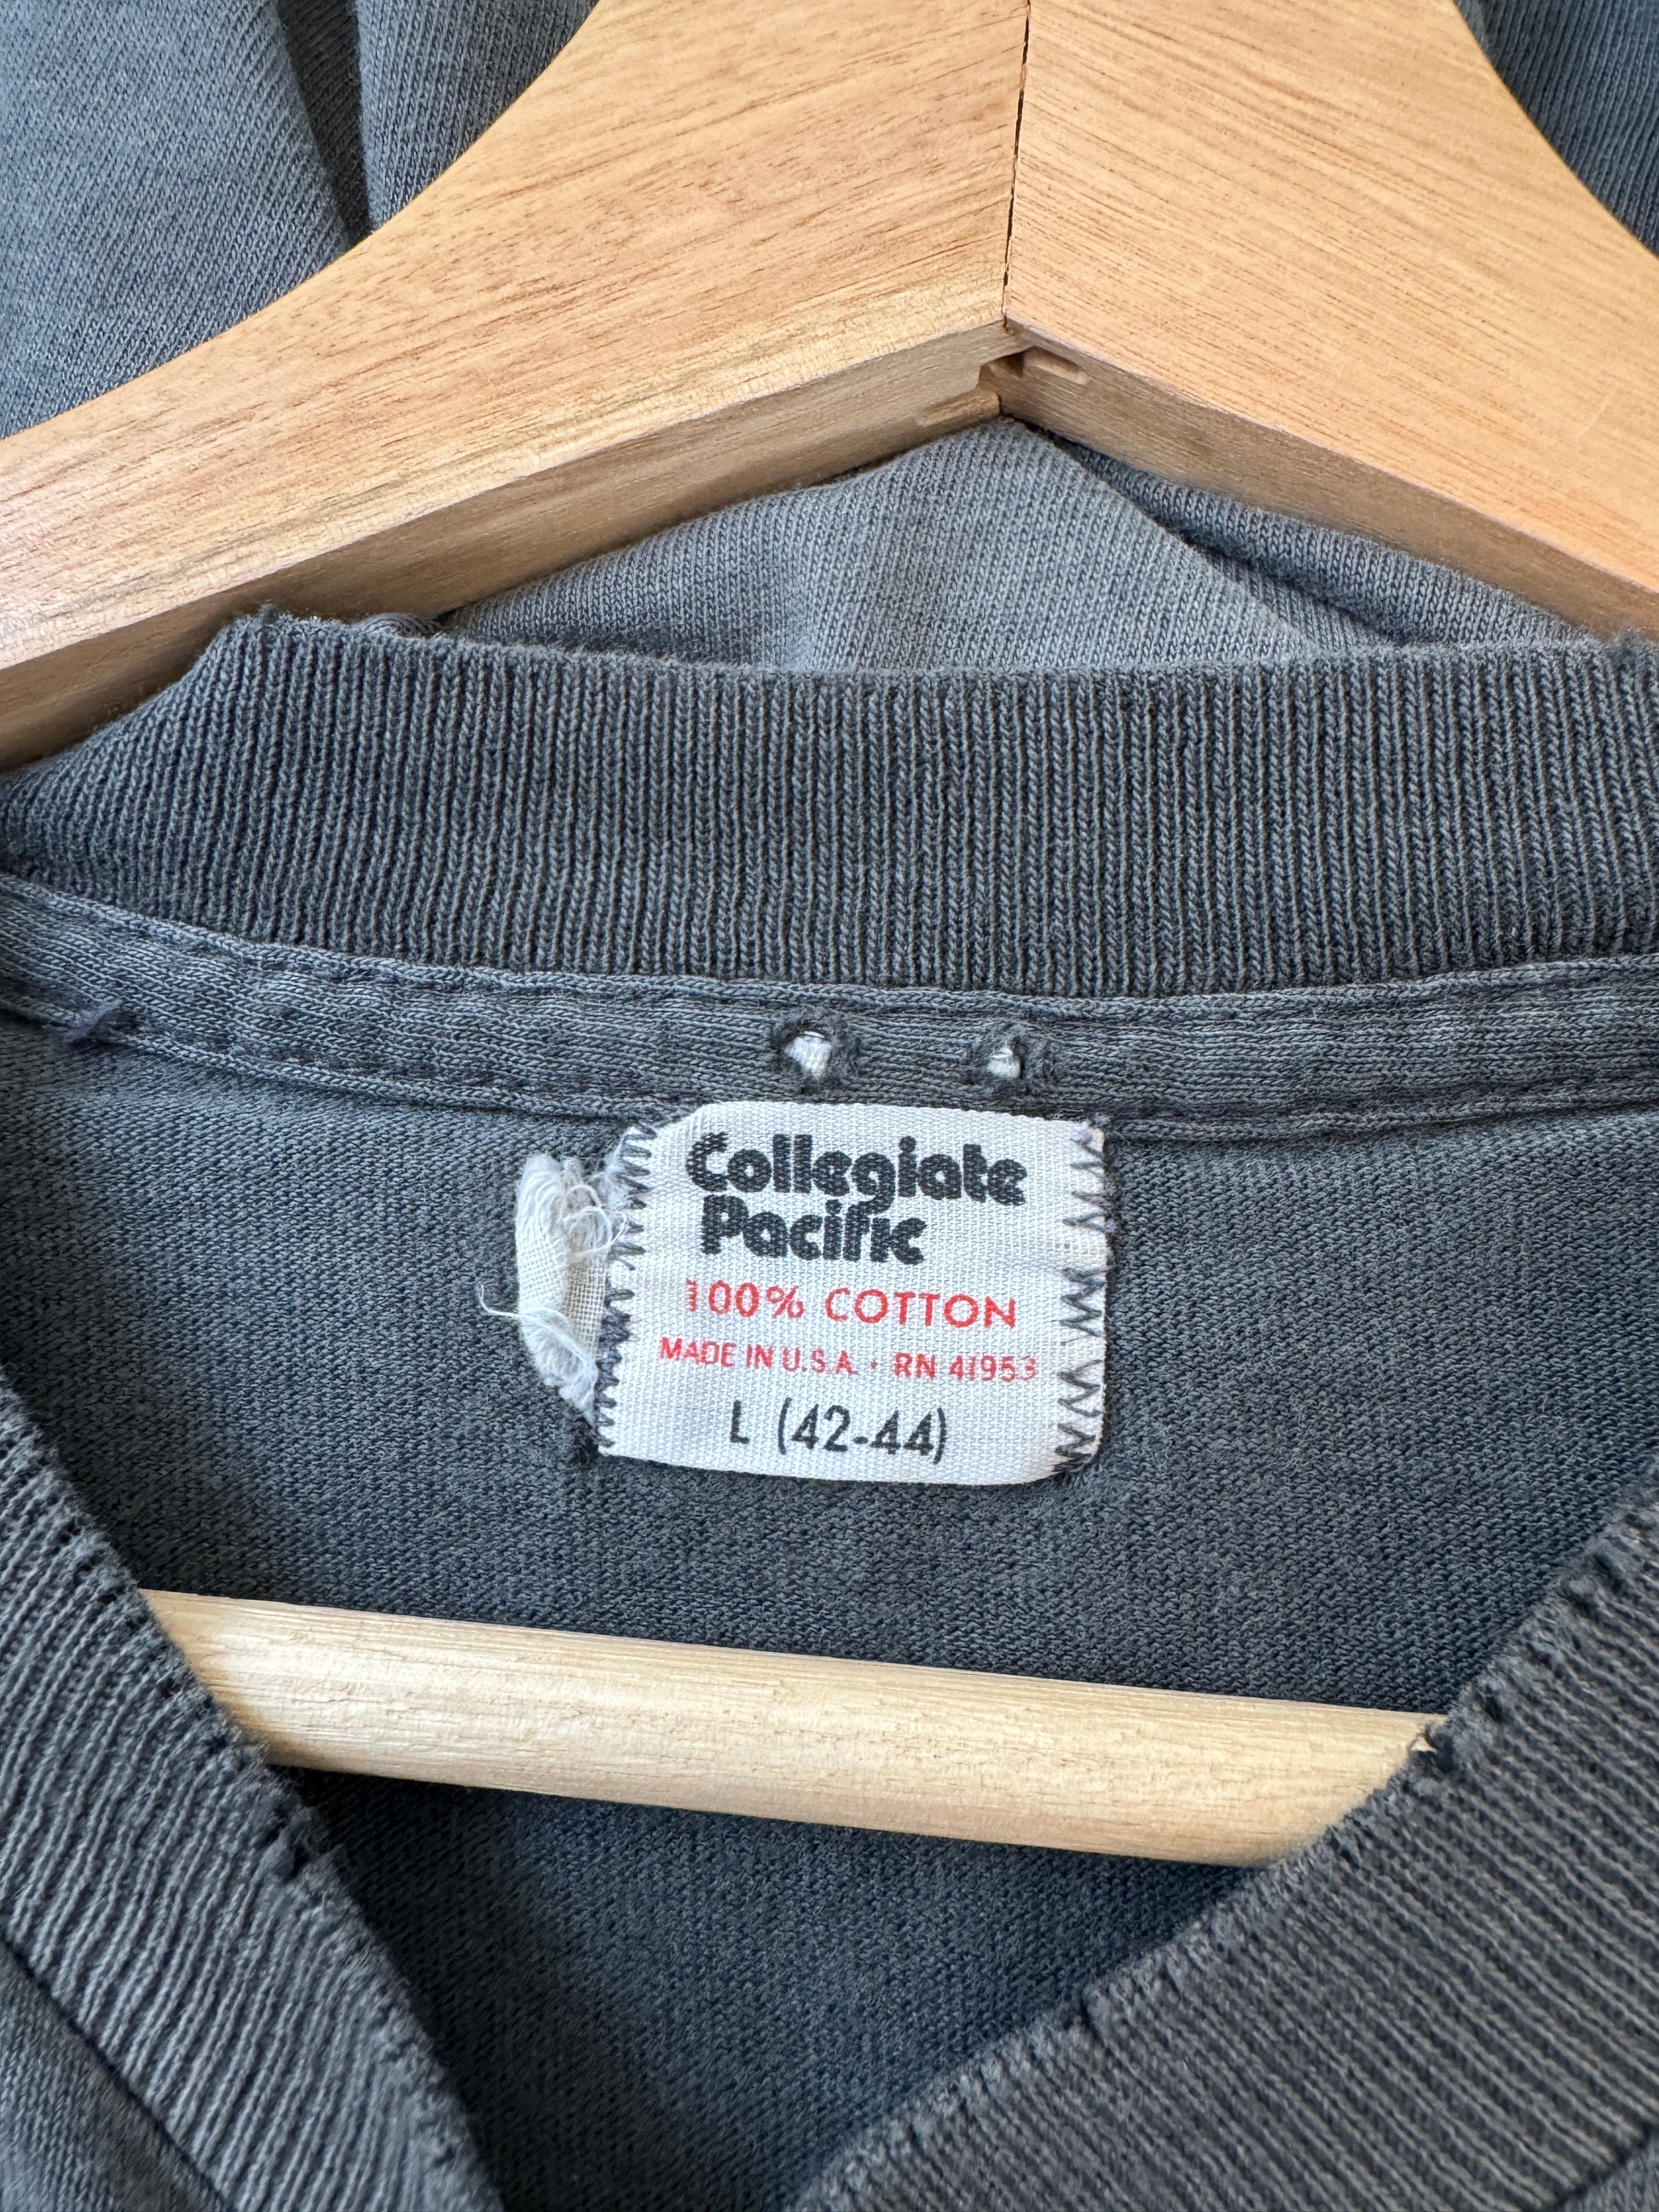 Collegiate
Pacific
100% COTTON
MADE IN U.S.A. · RN 41953
L (42-44)